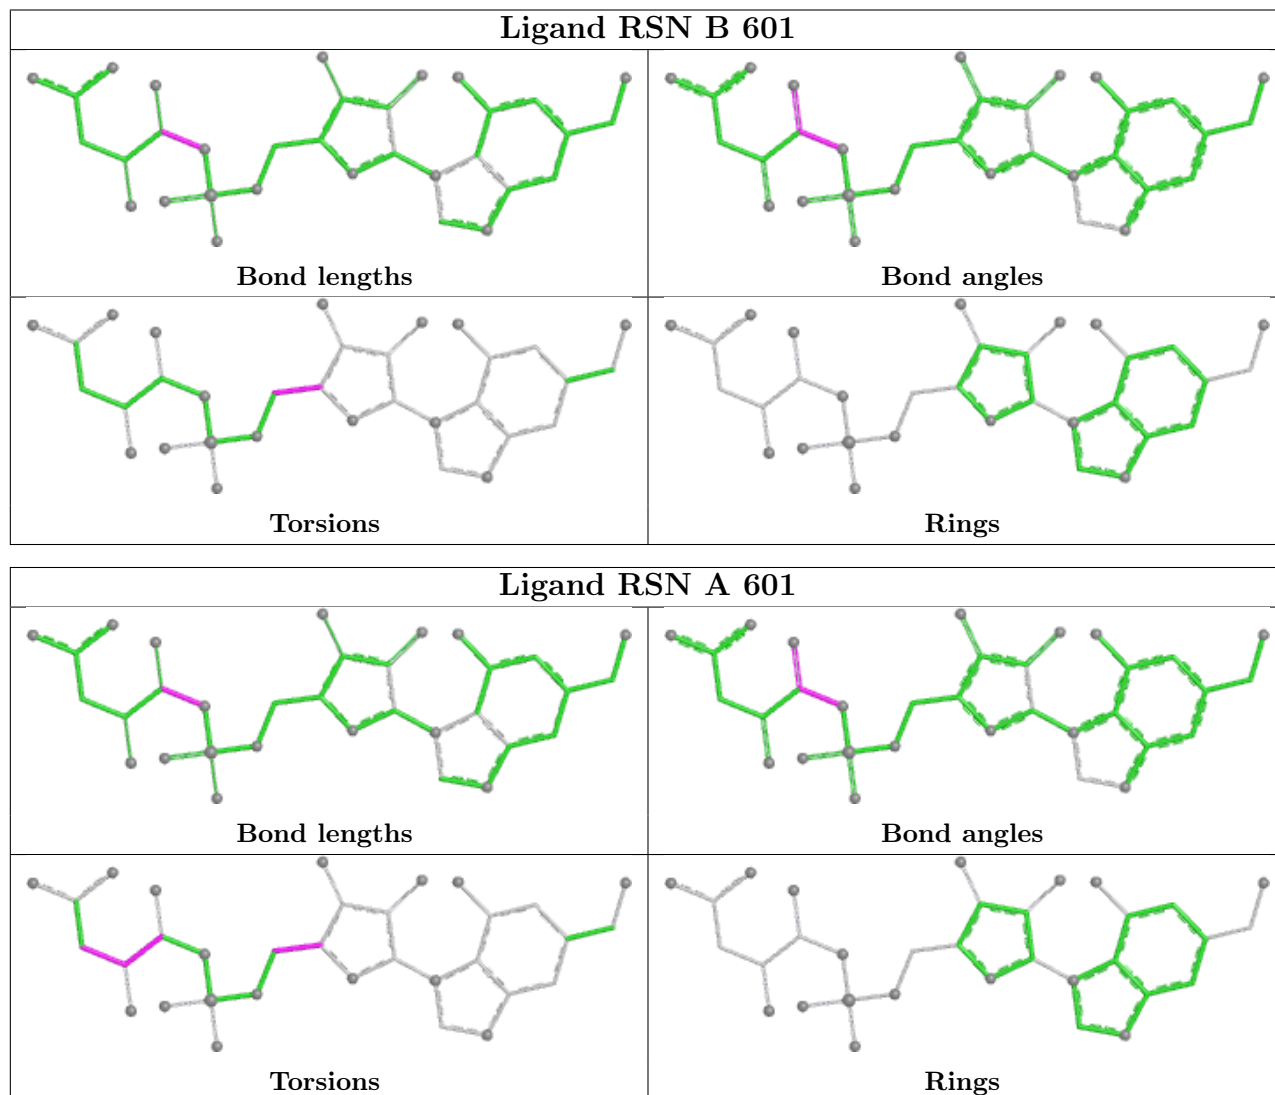 Ligand RSN B 601
Bond lengths
Bond angles
Torsions
Rings
Ligand RSN A 601
Bond lengths
Bond angles
Torsions
Rings